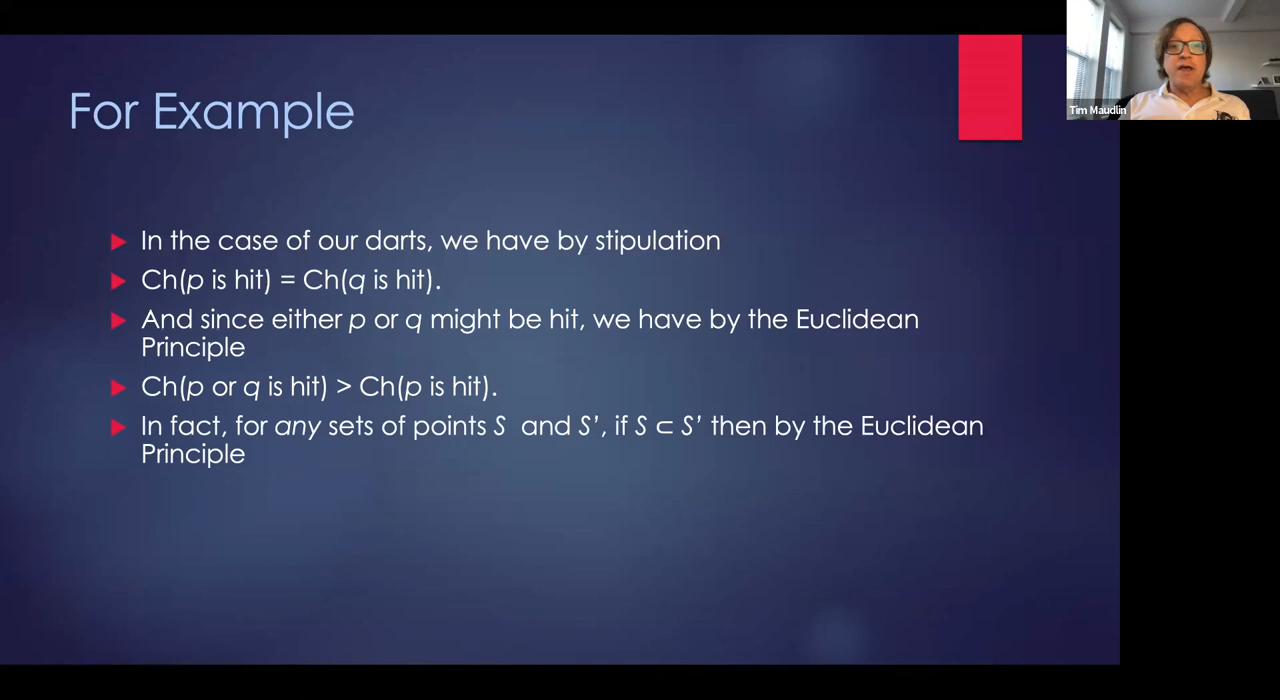 Tim Maudlin
For Example
In the case of our darts, we have by stipulation
Ch(p is hit) = Ch(q is hit).
And since either p or q might be hit, we have by the Euclidean
Principle
Ch(p or q is hit) > Ch(p is hit).
In fact, for any sets of points S and S’, if S ⊂ S’ then by the Euclidean
Principle